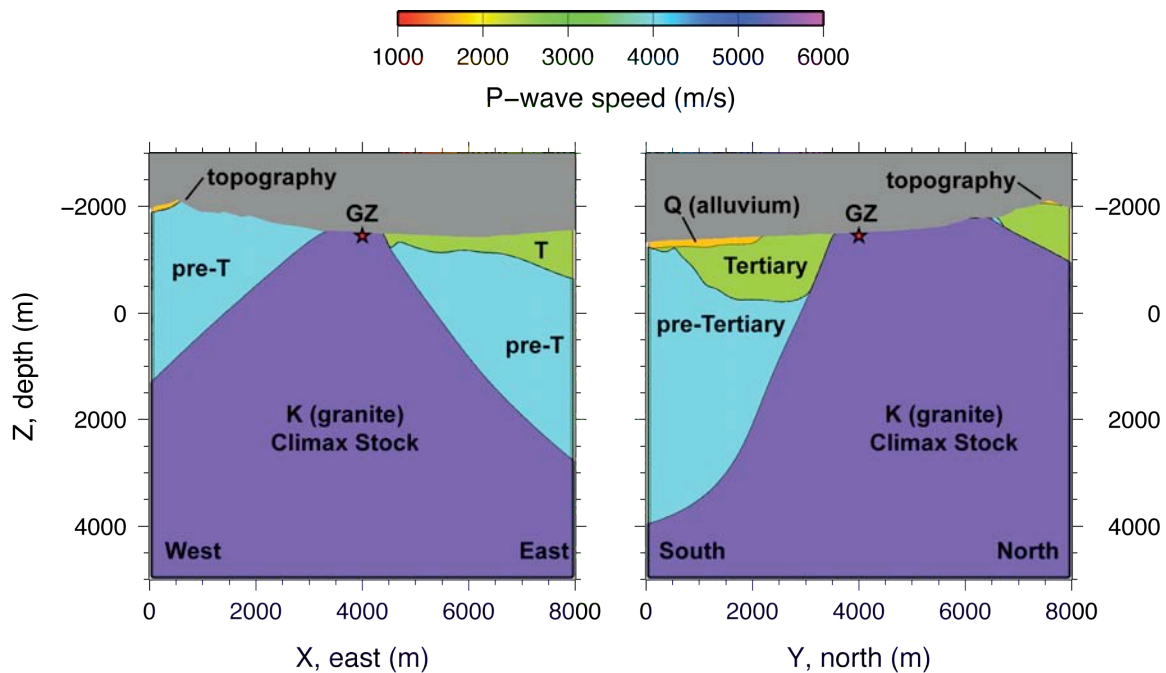 1000 2000 3000 4000 5000 6000
P−wave speed (m/s)
topography
GZ
T
pre-T
pre-T
K (granite)
Climax Stock
West
East
−2000
0
2000
4000
Z, depth (m)
0 2000 4000 6000 8000
X, east (m)
topography
Q (alluvium)
GZ
Tertiary
pre-Tertiary
K (granite)
Climax Stock
South
North
−2000
0
2000
4000
0 2000 4000 6000 8000
Y, north (m)